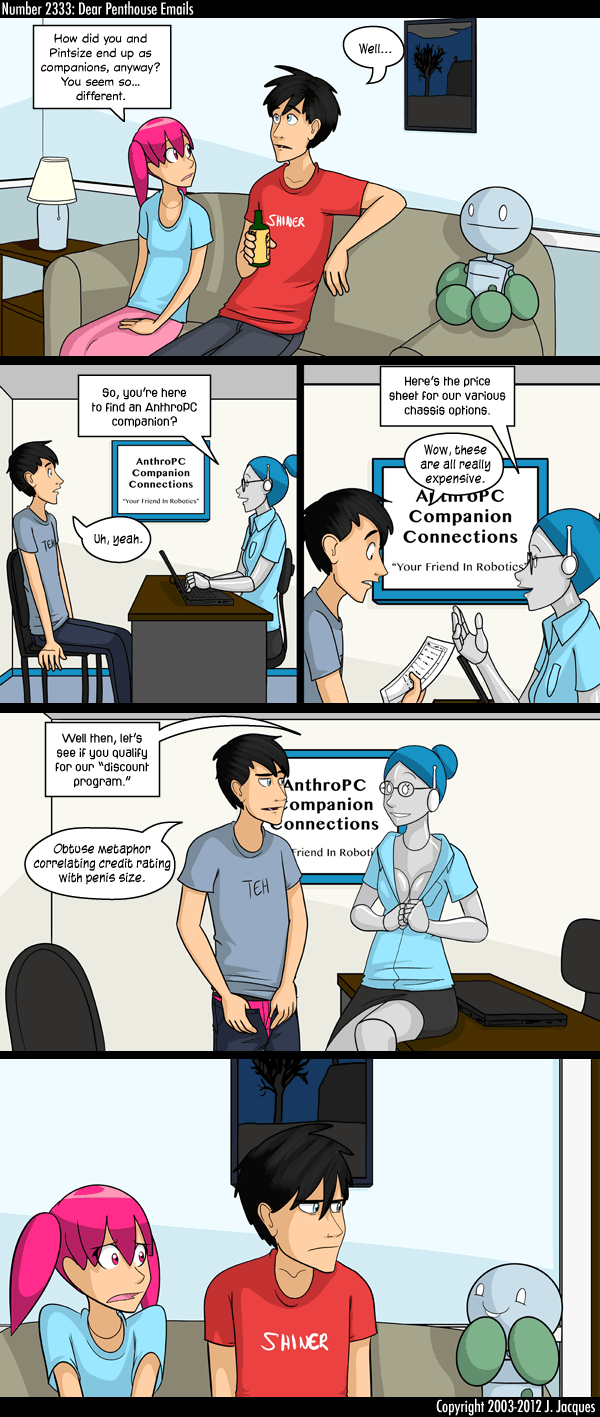 Number 2333: Dear Penthouse Emails
How did you and
Pintsize end up as
companions, anyway?
You seem so...
different.
Well...
SHINER
So, you're here
to find an AnthroPC
companion?
AnthroPC
Companion
Connections
"Your Friend In Robotics"
Uh, yeah.
TEH
Here's the price
sheet for our various
chassis options.
Wow, these
are all really
expensive.
AnthroPC
Companion
Connections
"Your Friend In Robotics"
Well then, let's
see if you qualify
for our "discount
program."
Obtuse metaphor
correlating credit rating
with penis size.
AnthroPC
Companion
Connections
Friend In Roboti
TEH
SHINER
Copyright 2003-2012 J. Jacques